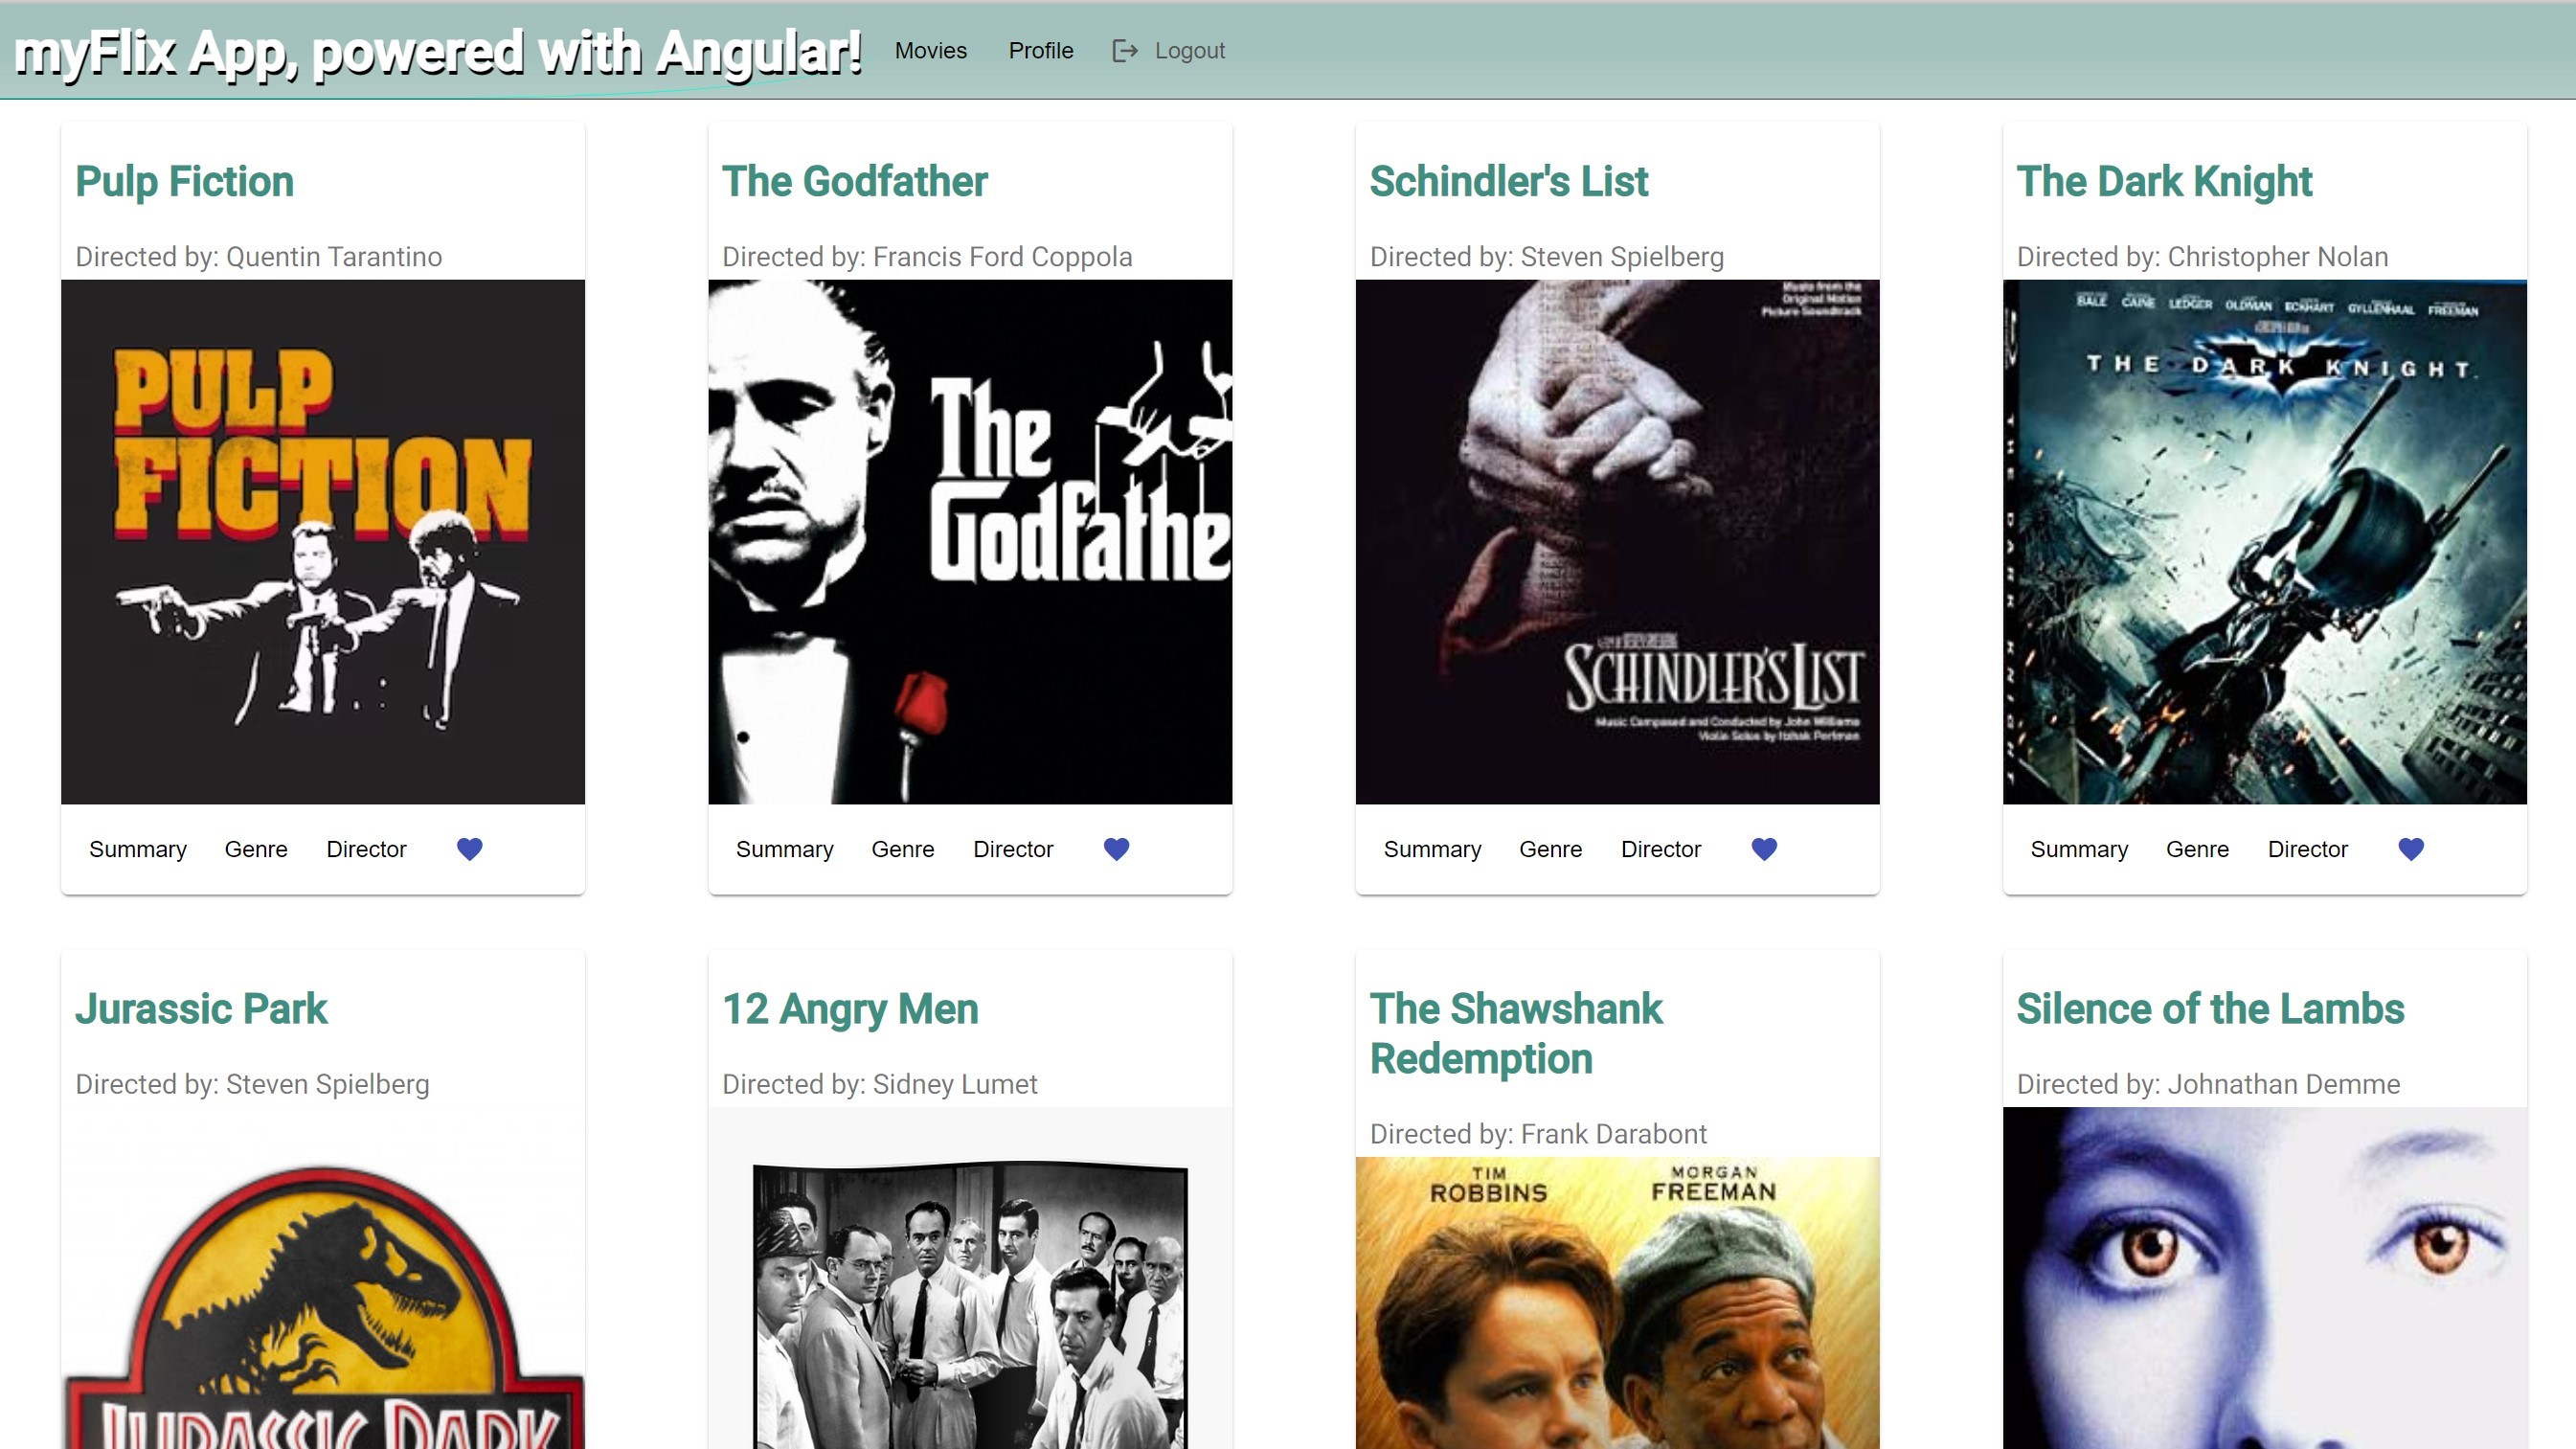 myFlix App, powered with Angular!
Movies
Profile
Logout
Pulp Fiction
Directed by: Quentin Tarantino
PULP
FICTION
Summary
Genre
Director
The Godfather
Directed by: Francis Ford Coppola
The
Godfathe
Summary
Genre
Director
Schindler's List
Directed by: Steven Spielberg
Music from the
Original Motion
Picture Soundtrack
SCHINDLER'S LIST
Music Composed and Conducted by John Williams
Violin Solos by Itzhak Perlman
Summary
Genre
Director
The Dark Knight
Directed by: Christopher Nolan
BALE CAINE LEDGER OLDMAN ECKHART GYLLENHAAL FREEMAN
THE DARK KNIGHT
Summary
Genre
Director
Jurassic Park
Directed by: Steven Spielberg
JURASSIC PARK
12 Angry Men
Directed by: Sidney Lumet
The Shawshank
Redemption
Directed by: Frank Darabont
TIM
ROBBINS
MORGAN
FREEMAN
Silence of the Lambs
Directed by: Johnathan Demme